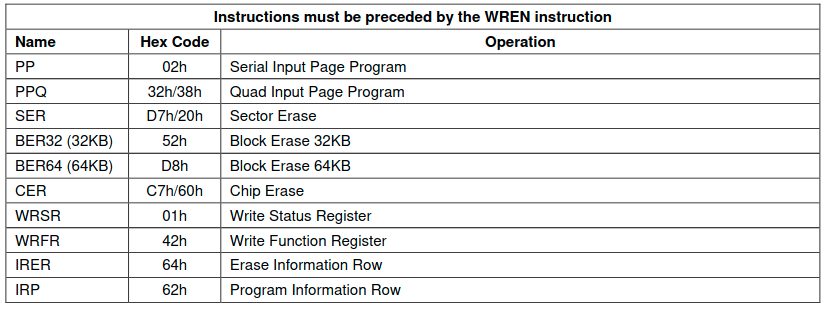 Instructions must be preceded by the WREN instruction
Name Hex Code Operation
PP 02h Serial Input Page Program
PPQ 32h/38h Quad Input Page Program
SER D7h/20h Sector Erase
BER32 (32KB) 52h Block Erase 32KB
BER64 (64KB) D8h Block Erase 64KB
CER C7h/60h Chip Erase
WRSR 01h Write Status Register
WRFR 42h Write Function Register
IRER 64h Erase Information Row
IRP 62h Program Information Row